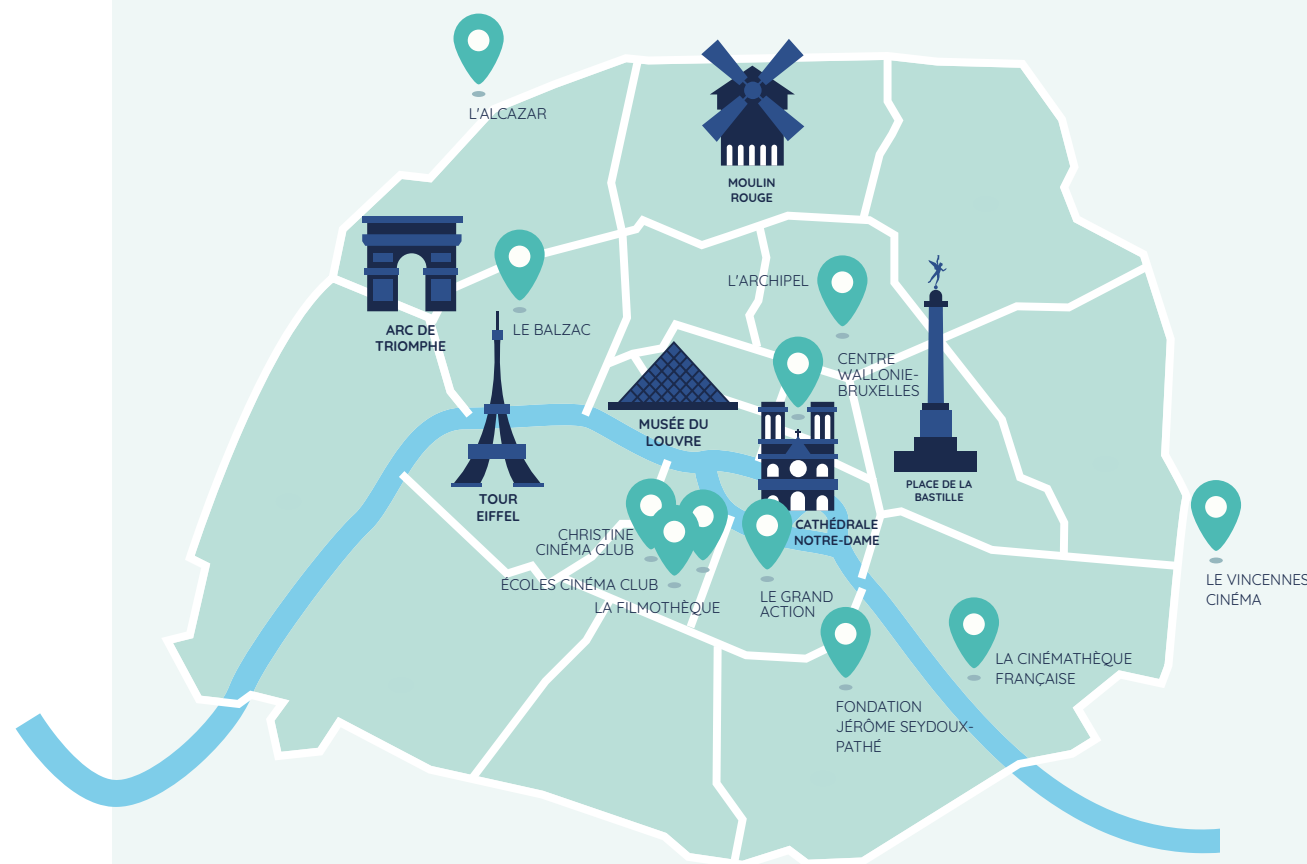 L'ALCAZAR
MOULIN
ROUGE
L'ARCHIPEL
ARC DE
TRIOMPHE
LE BALZAC
CENTRE
WALLONIE-
BRUXELLES
MUSÉE DU
LOUVRE
PLACE DE LA
BASTILLE
TOUR
EIFFEL
CATHÉDRALE
NOTRE-DAME
CHRISTINE
CINÉMA CLUB
ÉCOLES CINÉMA CLUB
LA FILMOTHÈQUE
LE GRAND
ACTION
LE VINCENNES
CINÉMA
LA CINÉMATHÈQUE
FRANÇAISE
FONDATION
JÉRÔME SEYDOUX-
PATHÉ